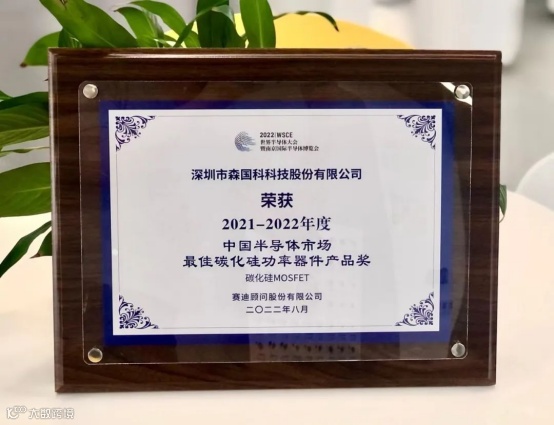 2022 WSCE
世界半导体大会
暨南京国际半导体博览会
深圳市森国科科技股份有限公司
荣获
2021-2022年度
中国半导体市场
最佳碳化硅功率器件产品奖
碳化硅MOSFET
赛迪顾问股份有限公司
二〇二二年八月
大数跨境